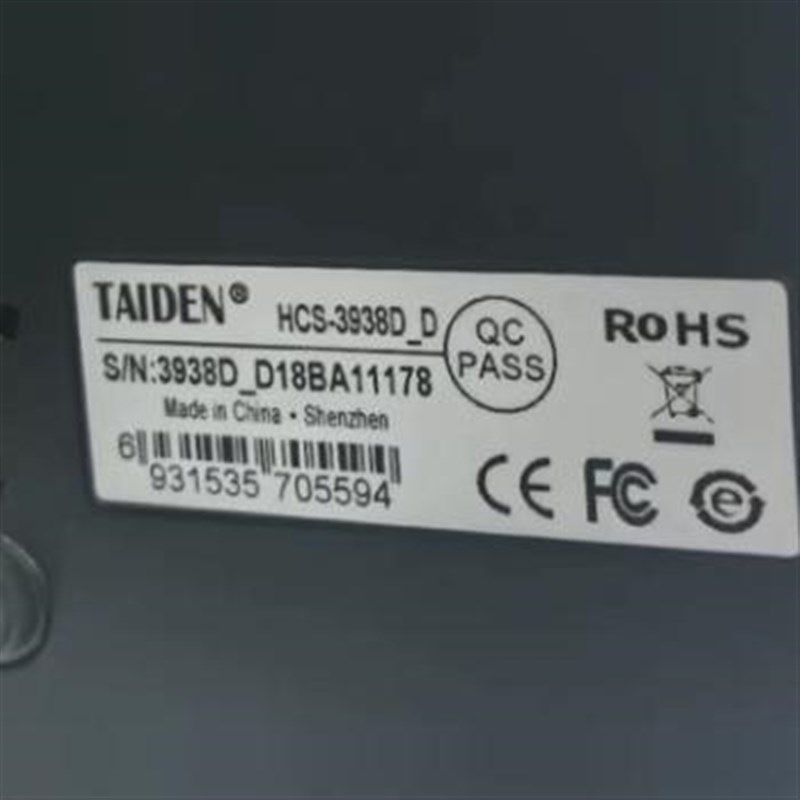 TAIDEN® HCS-3938D_D
S/N:3938D_D18BA11178
Made in China • Shenzhen
6 931535 705594
QC
PASS
RoHS
CE FC e